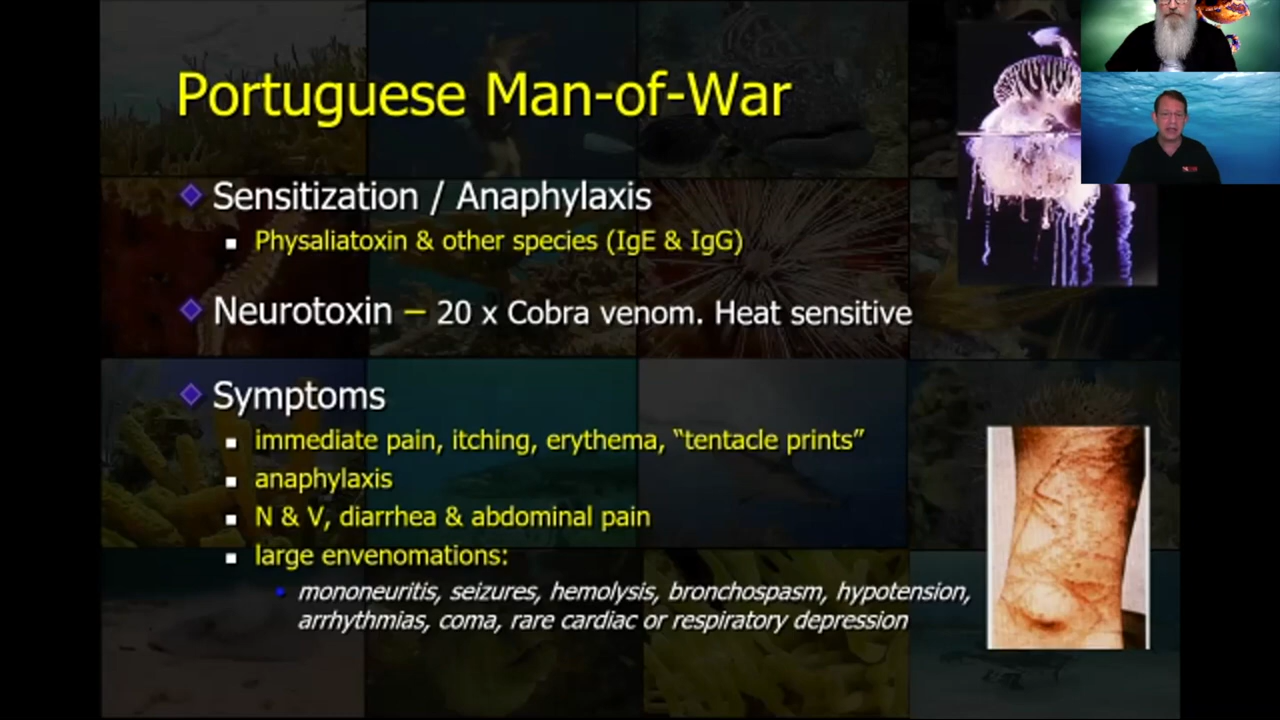 Portuguese Man-of-War
Sensitization / Anaphylaxis
Physaliatoxin & other species (IgE & IgG)
Neurotoxin – 20 x Cobra venom. Heat sensitive
Symptoms
immediate pain, itching, erythema, “tentacle prints”
anaphylaxis
N & V, diarrhea & abdominal pain
large envenomations:
mononeuritis, seizures, hemolysis, bronchospasm, hypotension,
arrhythmias, coma, rare cardiac or respiratory depression